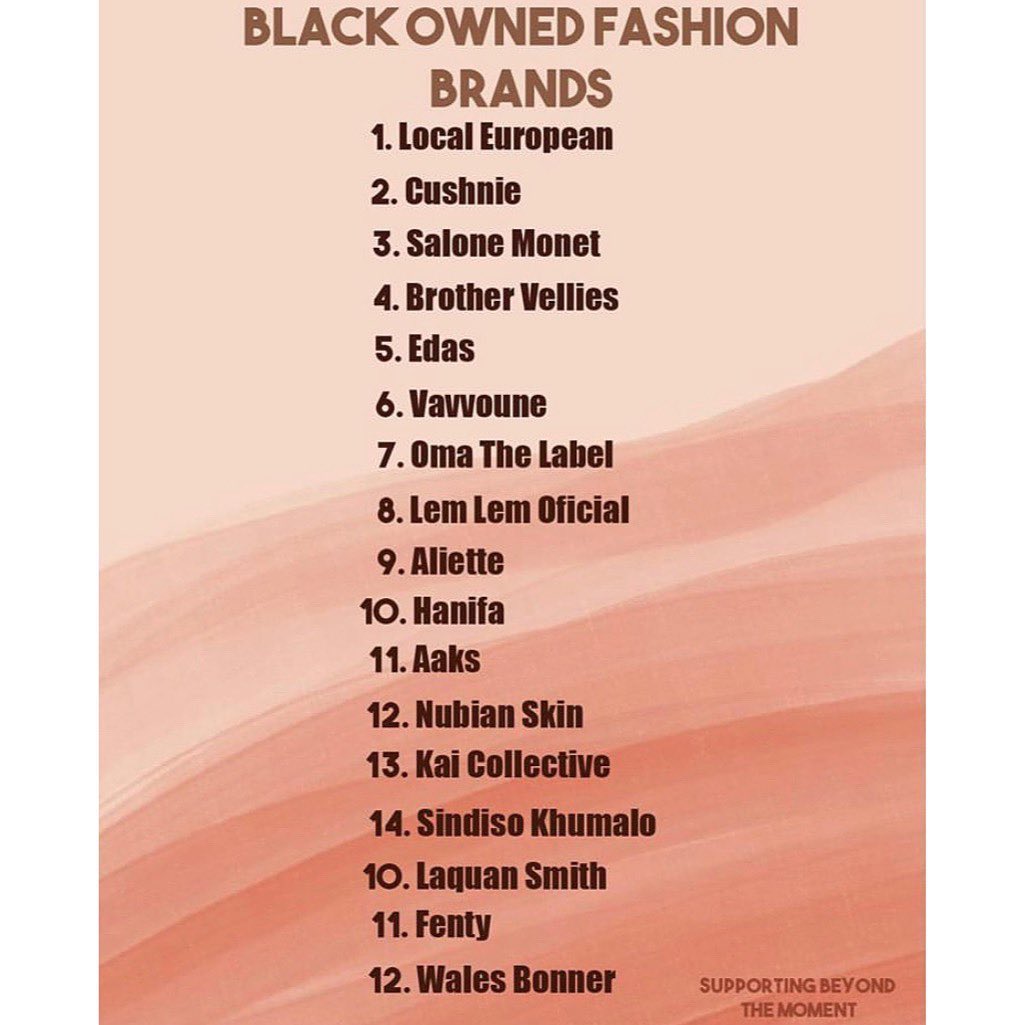 BLACK OWNED FASHION
BRANDS
1. Local European
2. Cushnie
3. Salone Monet
4. Brother Vellies
5. Edas
6. Vavvoune
7. Oma The Label
8. Lem Lem Oficial
9. Aliette
10. Hanifa
11. Aaks
12. Nubian Skin
13. Kai Collective
14. Sindiso Khumalo
10. Laquan Smith
11. Fenty
12. Wales Bonner
SUPPORTING BEYOND
THE MOMENT